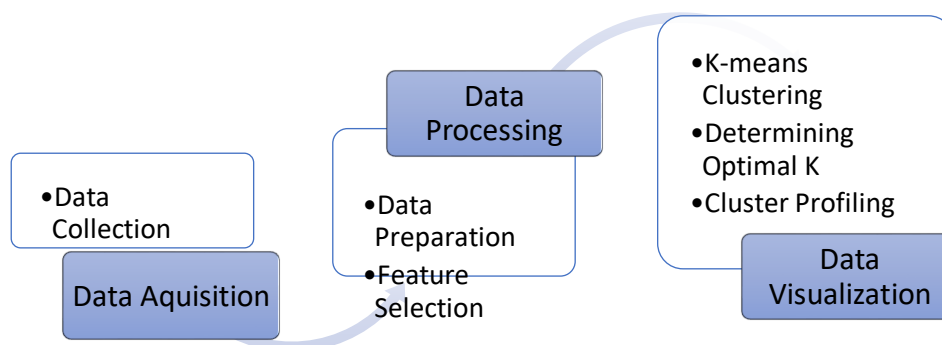 •Data
Collection
Data Aquisition
Data
Processing
•Data
Preparation
•Feature
Selection
•K-means
Clustering
•Determining
Optimal K
•Cluster Profiling
Data
Visualization